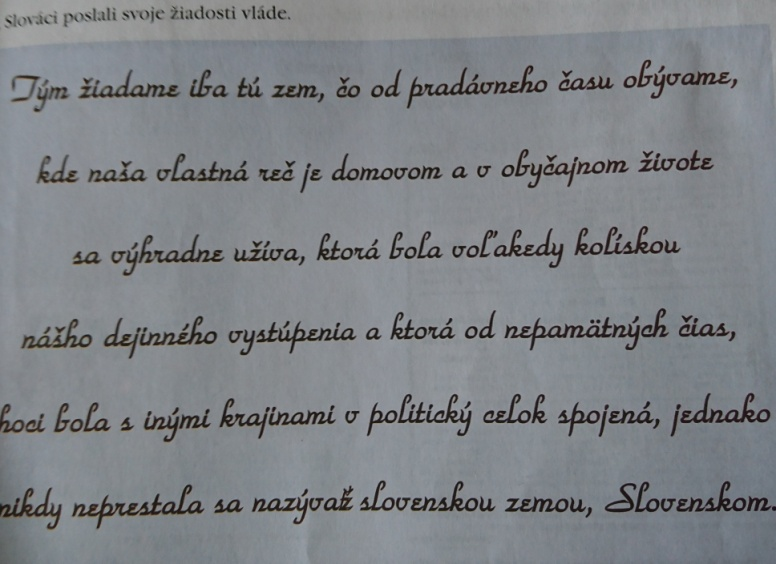 Slováci poslali svoje žiadosti vláde.
Tým žiadame iba tú zem, čo od pradávneho času obývame,
kde naša vlastná reč je domovom a v obyčajnom živote
sa výhradne užíva, ktorá bola voľakedy kolískou
nášho dejinného vystúpenia a ktorá od nepamätných čias,
hoci bola s inými krajinami v politický celok spojená, jednako
nikdy neprestala sa nazývať slovenskou zemou, Slovenskom.